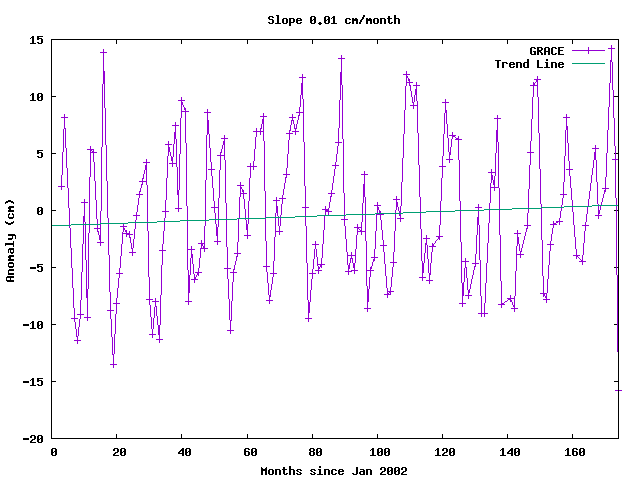 Slope 0.01 cm/month
GRACE
Trend Line
15
10
5
0
-5
-10
-15
-20
Anomaly (cm)
0 20 40 60 80 100 120 140 160
Months since Jan 2002